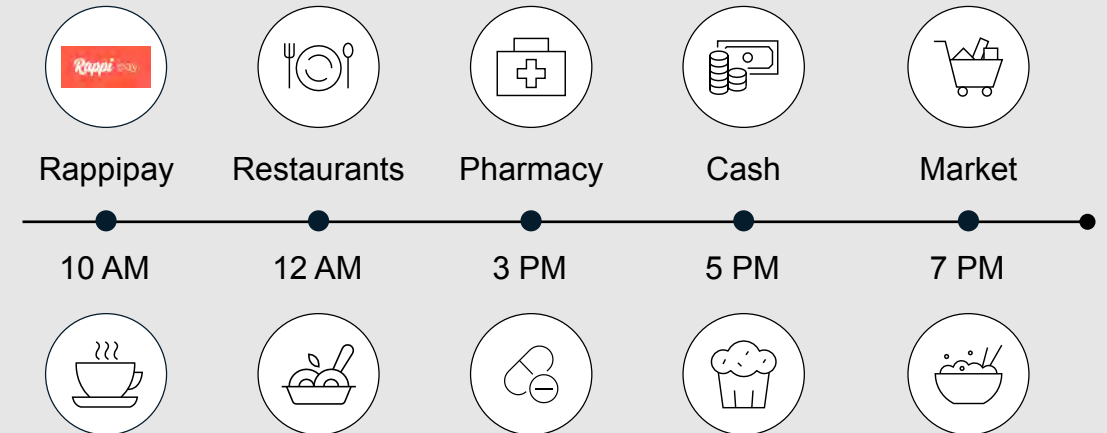 Rappi pay
Rappipay Restaurants Pharmacy Cash Market
10 AM 12 AM 3 PM 5 PM 7 PM